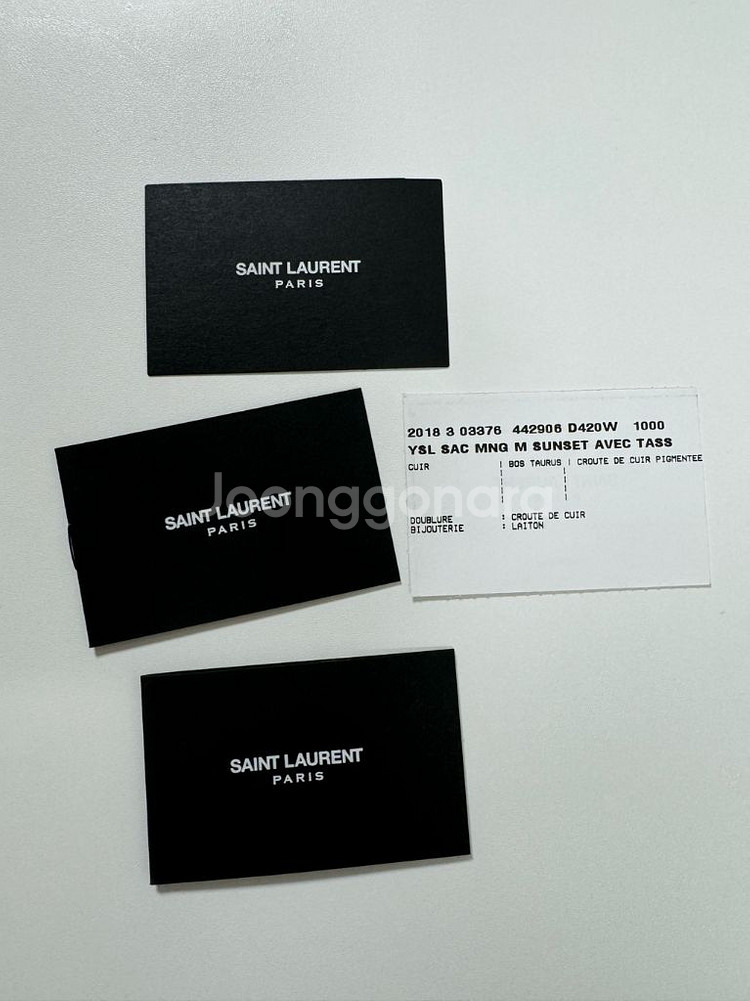 SAINT LAURENT
PARIS
SAINT LAURENT
PARIS
Joonggonara
2018 3 03376 442906 D420W 1000
YSL SAC MNG M SUNSET AVEC TASS
CUIR | BOS TAURUS | CROUTE DE CUIR PIGMENTEE
DOUBLURE : CROUTE DE CUIR
BIJOUTERIE : LAITON
SAINT LAURENT
PARIS